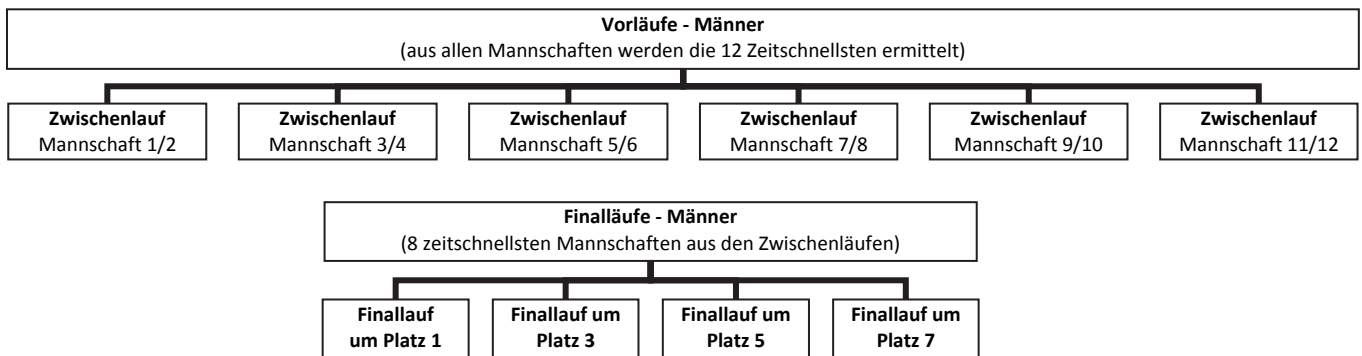 Vorläufe - Männer
(aus allen Mannschaften werden die 12 Zeitschnellsten ermittelt)
Zwischenlauf
Mannschaft 1/2
Zwischenlauf
Mannschaft 3/4
Zwischenlauf
Mannschaft 5/6
Zwischenlauf
Mannschaft 7/8
Zwischenlauf
Mannschaft 9/10
Zwischenlauf
Mannschaft 11/12
Finalläufe - Männer
(8 zeitschnellsten Mannschaften aus den Zwischenläufen)
Finallauf
um Platz 1
Finallauf um
Platz 3
Finallauf um
Platz 5
Finallauf um
Platz 7